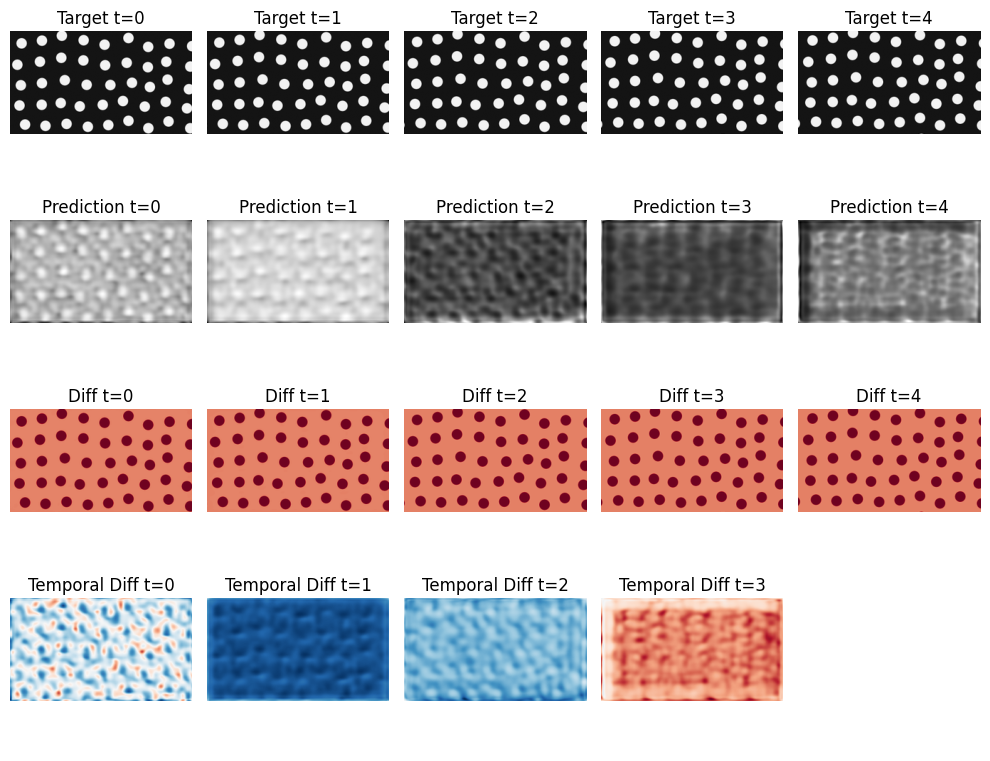 Target t=0 Target t=1 Target t=2 Target t=3 Target t=4
Prediction t=0 Prediction t=1 Prediction t=2 Prediction t=3 Prediction t=4
Diff t=0 Diff t=1 Diff t=2 Diff t=3 Diff t=4
Temporal Diff t=0 Temporal Diff t=1 Temporal Diff t=2 Temporal Diff t=3